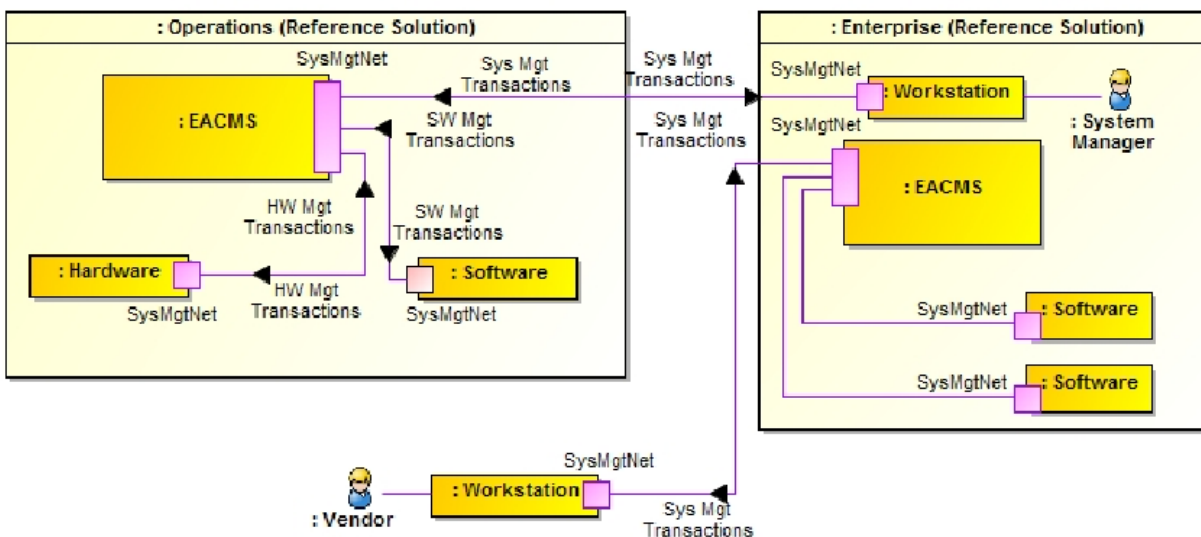 : Operations (Reference Solution)
SysMgtNet
: EACMS
Sys Mgt
Transactions
SW Mgt
Transactions
HW Mgt
Transactions
SW Mgt
Transactions
: Hardware
SysMgtNet
HW Mgt
Transactions
: Software
SysMgtNet
Sys Mgt
Transactions
Sys Mgt
Transactions
: Enterprise (Reference Solution)
SysMgtNet
: Workstation
: System
Manager
SysMgtNet
: EACMS
SysMgtNet
: Software
SysMgtNet
: Software
: Vendor
: Workstation
SysMgtNet
Sys Mgt
Transactions